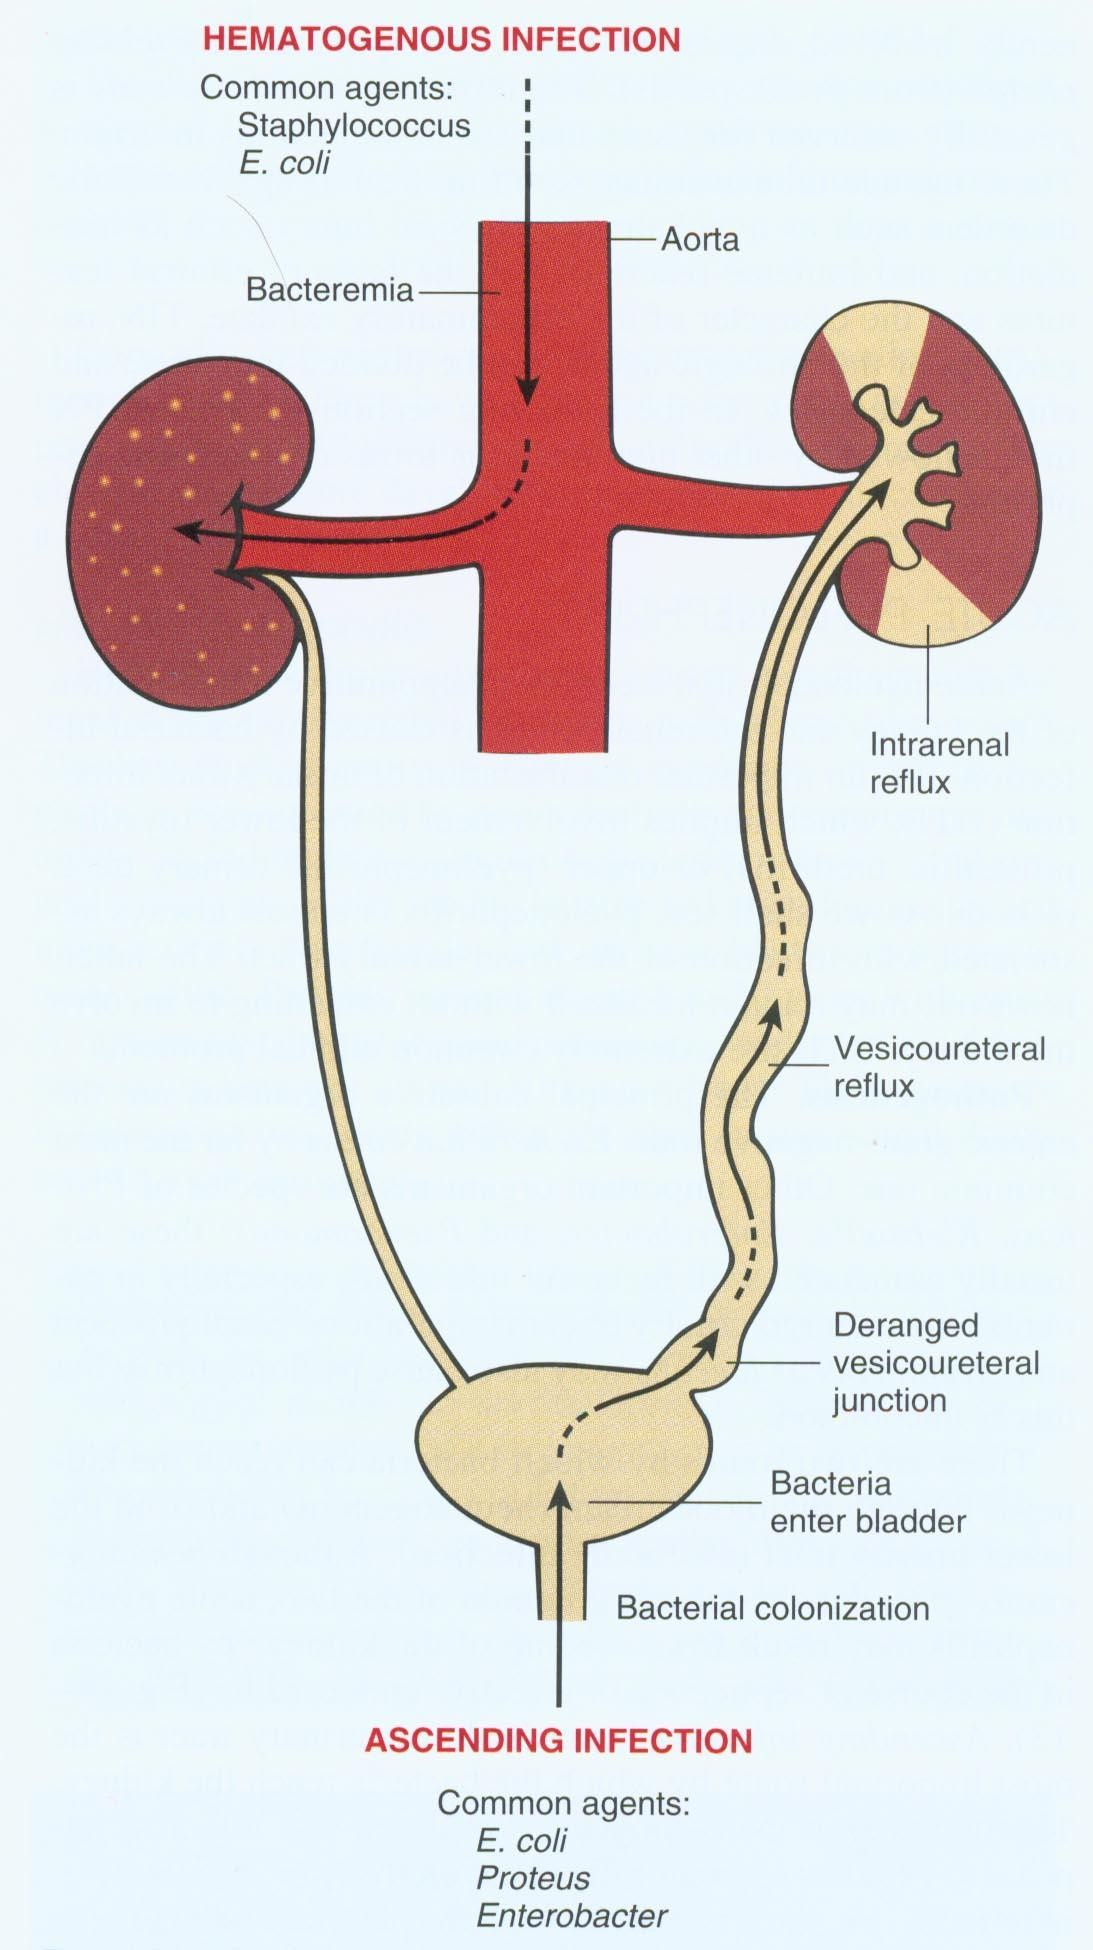 HEMATOGENOUS INFECTION
Common agents:
Staphylococcus
E. coli
Aorta
Bacteremia
Intrarenal
reflux
Vesicoureteral
reflux
Deranged
vesicoureteral
junction
Bacteria
enter bladder
Bacterial colonization
ASCENDING INFECTION
Common agents:
E. coli
Proteus
Enterobacter